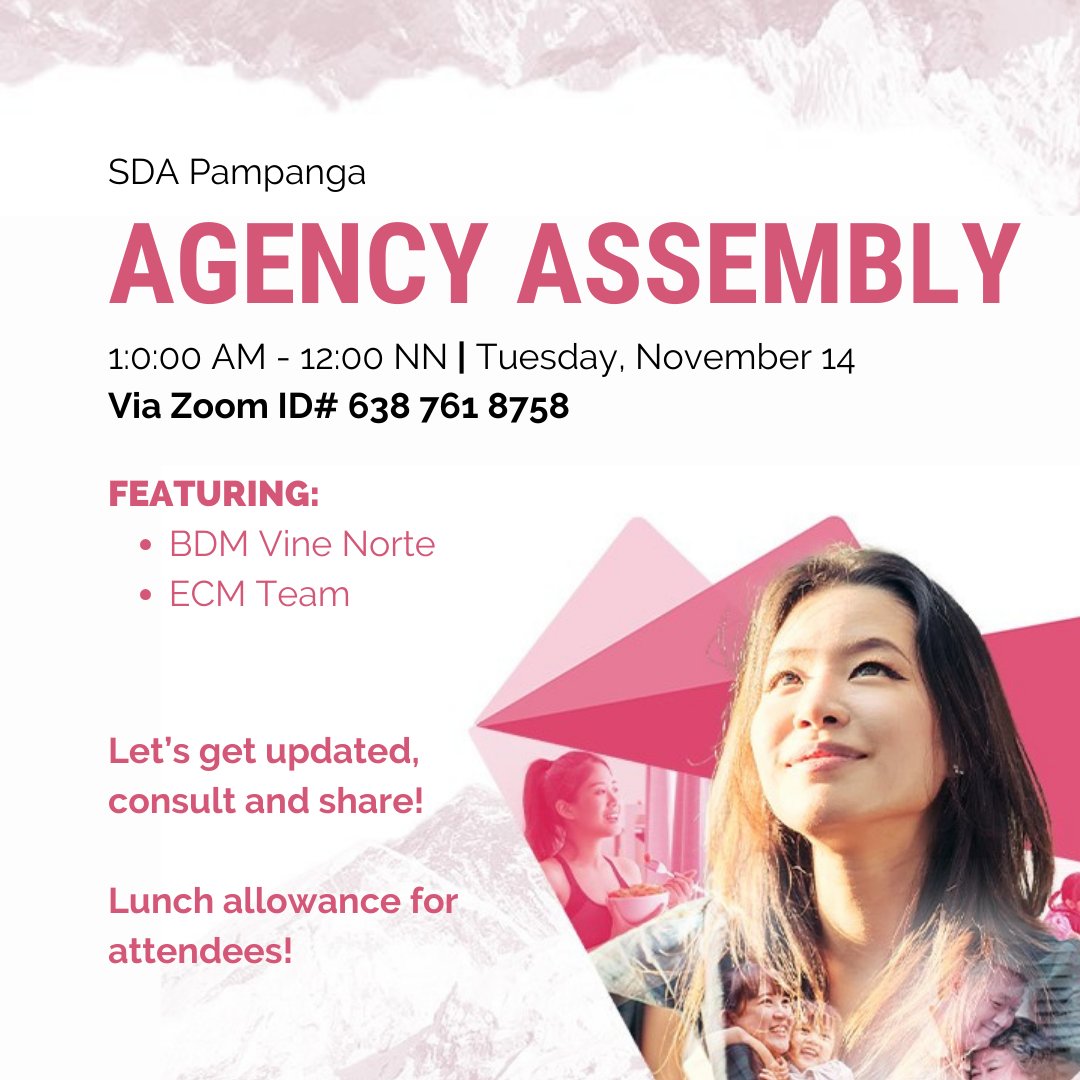 SDA Pampanga
AGENCY ASSEMBLY
1:0:00 AM - 12:00 NN | Tuesday, November 14
Via Zoom ID# 638 761 8758
FEATURING:
• BDM Vine Norte
• ECM Team
Let's get updated,
consult and share!
Lunch allowance for
attendees!